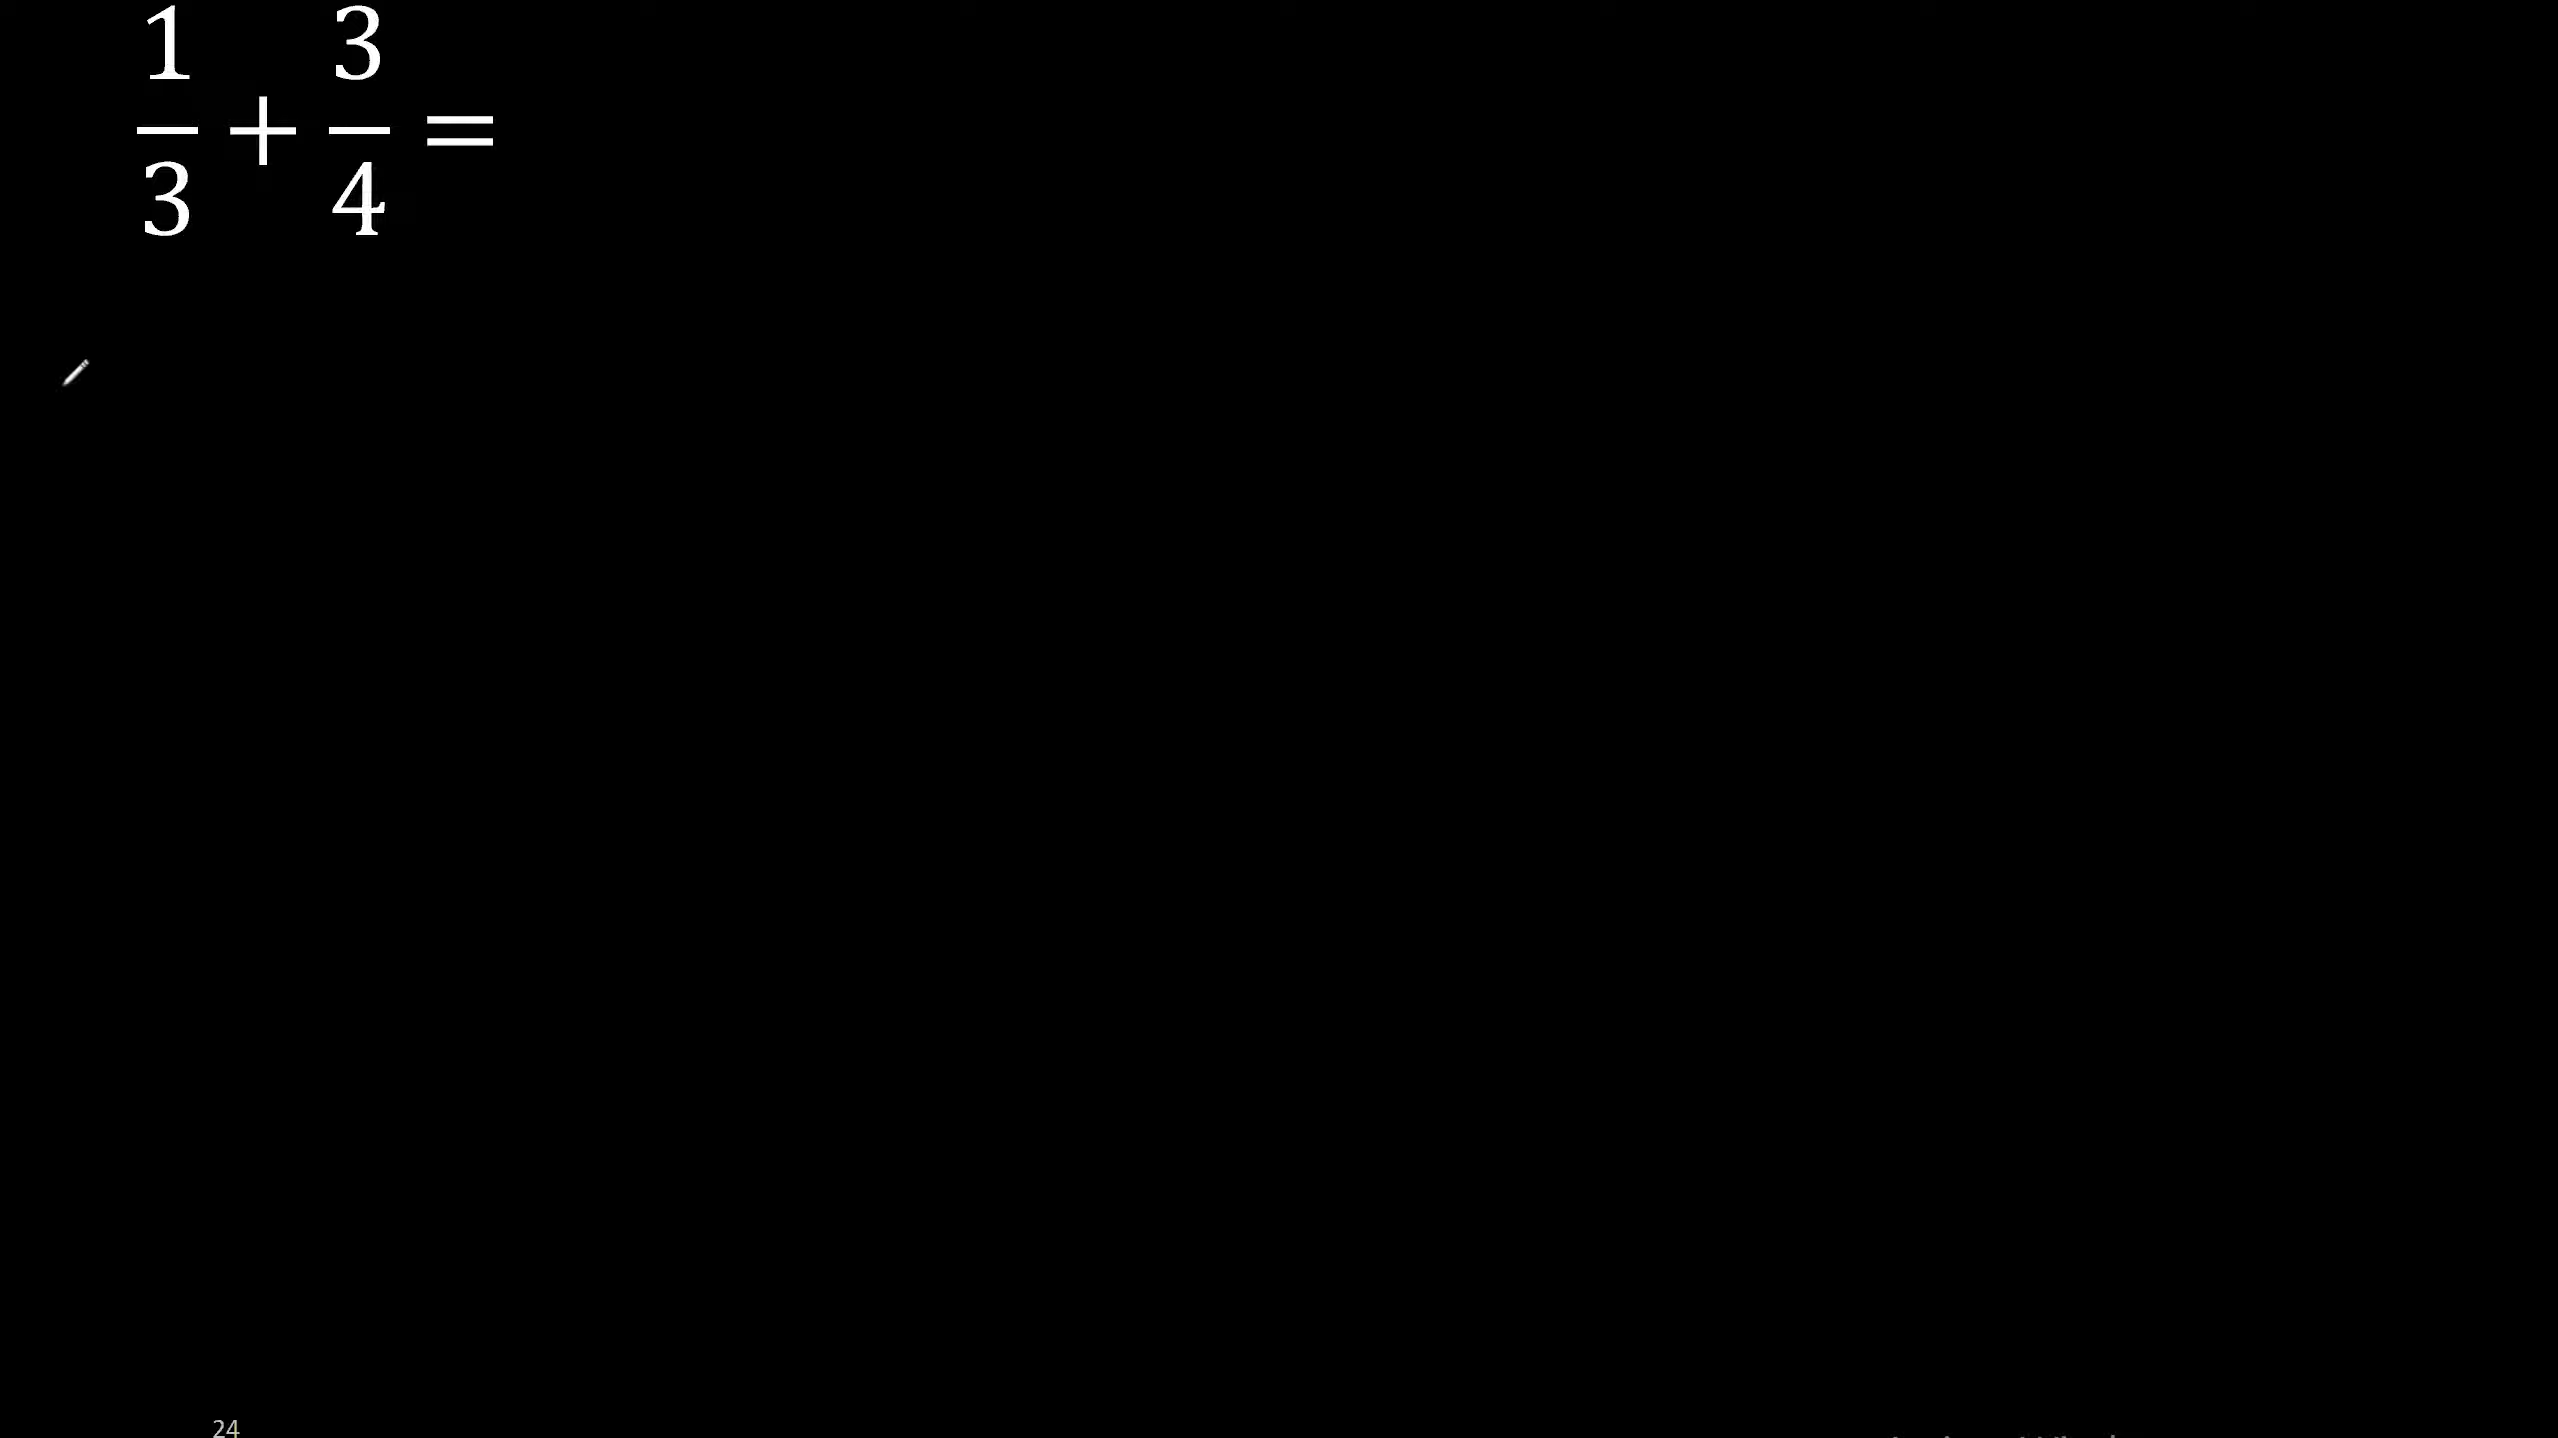 1/3 + 3/4 =
24